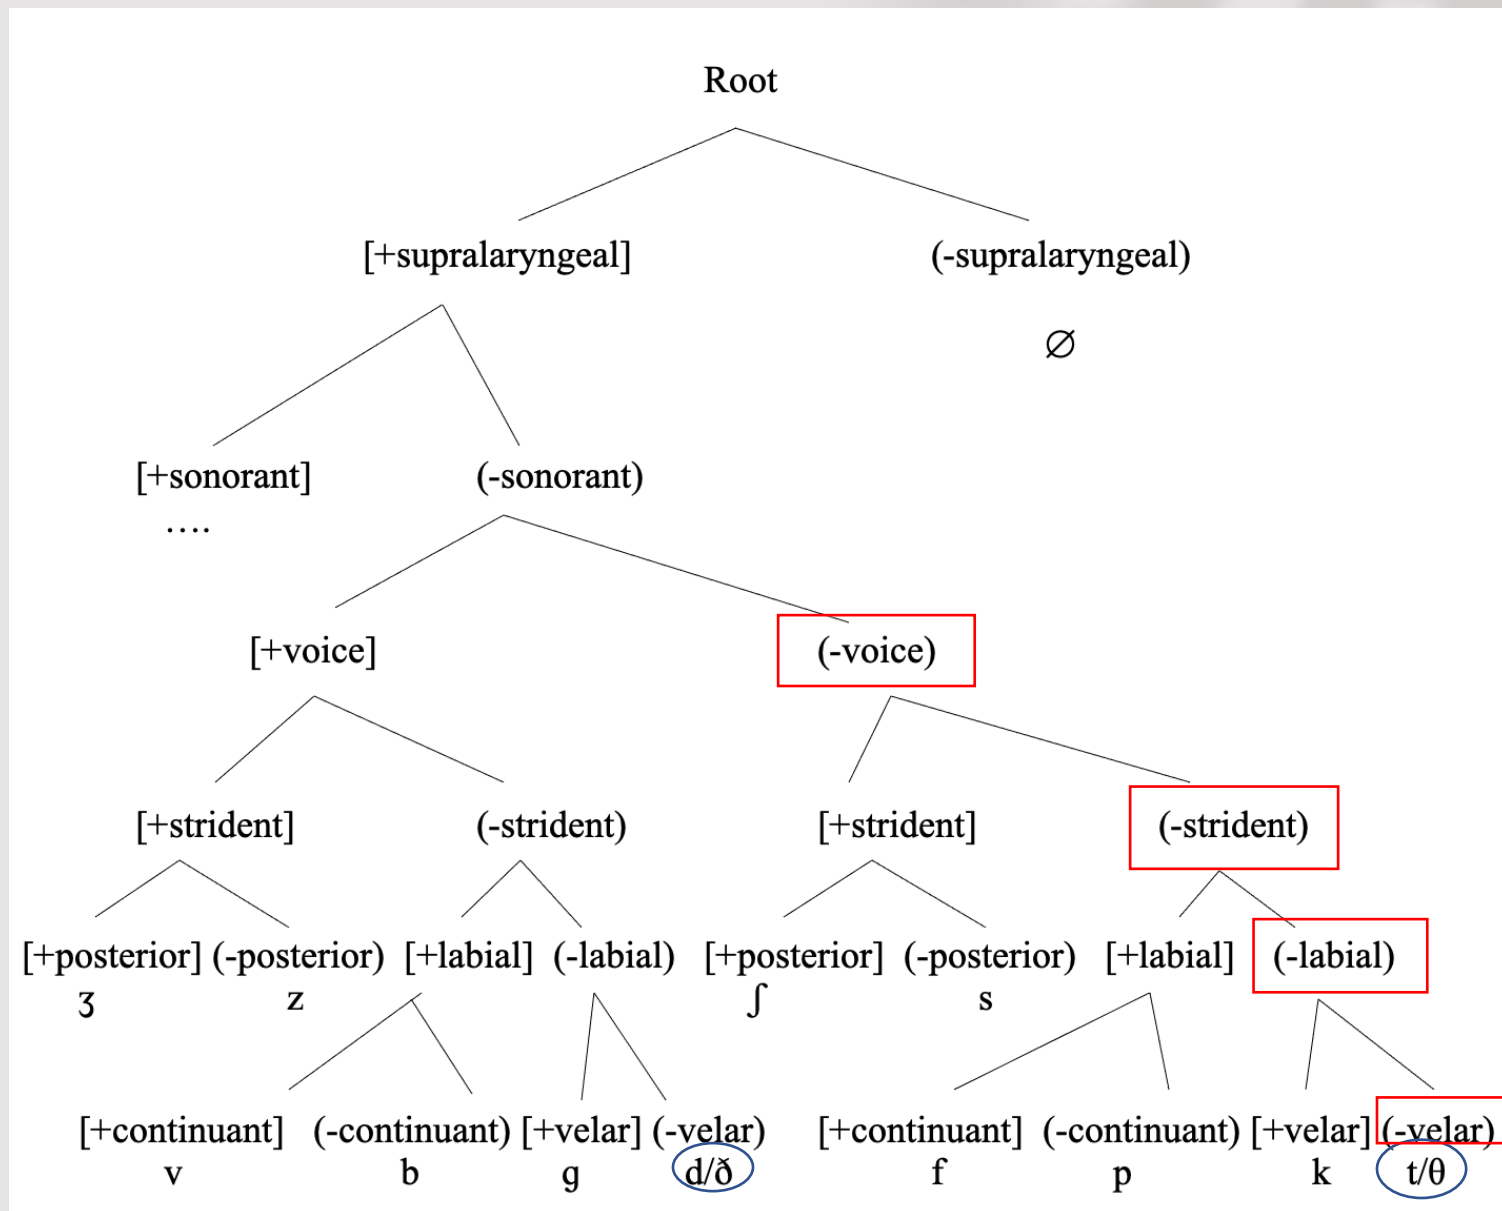 Root
[+supralaryngeal] (-supralaryngeal)
∅
[+sonorant] (-sonorant)
....
[+voice] (-voice)
[+strident] (-strident) [+strident] (-strident)
[+posterior] (-posterior) [+labial] (-labial) [+posterior] (-posterior) [+labial] (-labial)
ʒ z ʃ s
[+continuant] (-continuant) [+velar] (-velar) [+continuant] (-continuant) [+velar] (-velar)
v b g d/ð f p k t/θ